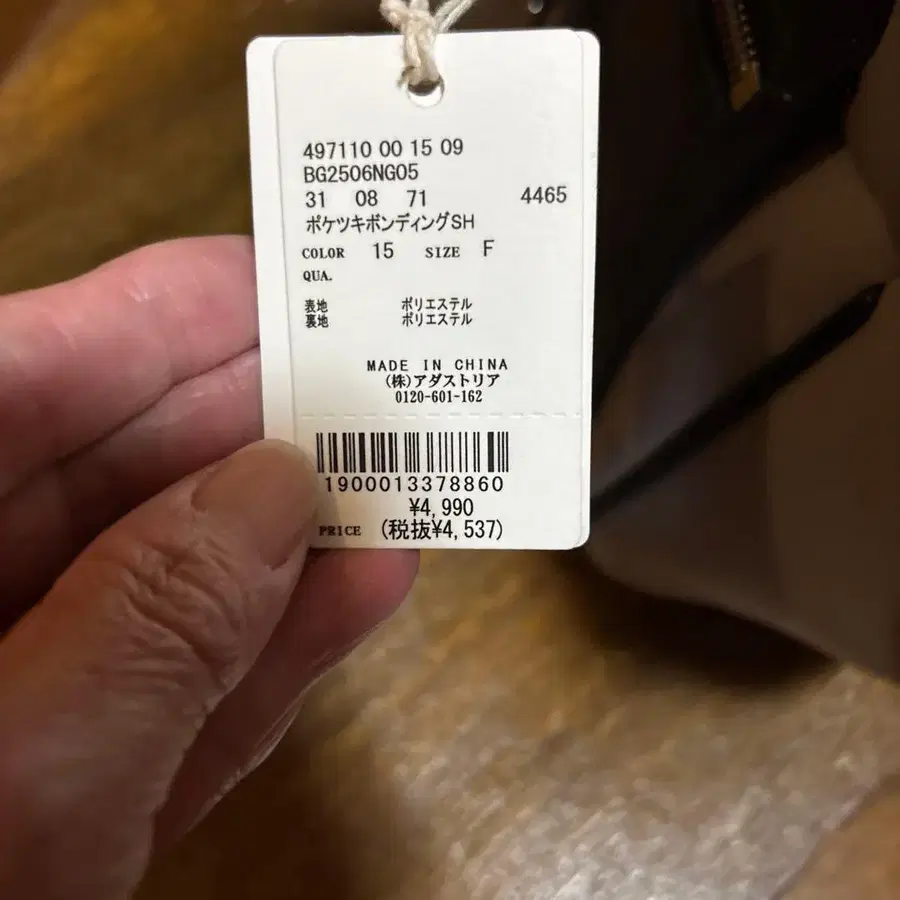 497110 00 15 09
BG2506NG05
31 08 71 4465
ポケツキボンディングSH
COLOR 15 SIZE F
QUA.
表地 ポリエステル
裏地 ポリエステル
MADE IN CHINA
(株)アダストリア
0120-601-162
1900013378860
¥4,990
PRICE (税抜¥4,537)